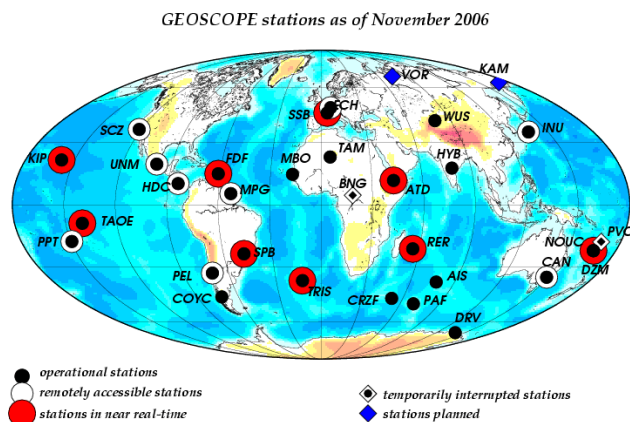 GEOSCOPE stations as of November 2006
VOR
KAM
ECH
SSB
WUS
SCZ
INU
KIP
UNM
FDF
MBO
TAM
HYB
HDC
MPG
BNG
ATD
TAOE
PPT
SPB
RER
NOUC
PVC
DZM
CAN
PEL
COYC
TRIS
CRZF
PAF
AIS
DRV
operational stations
remotely accessible stations
stations in near real-time
temporarily interrupted stations
stations planned